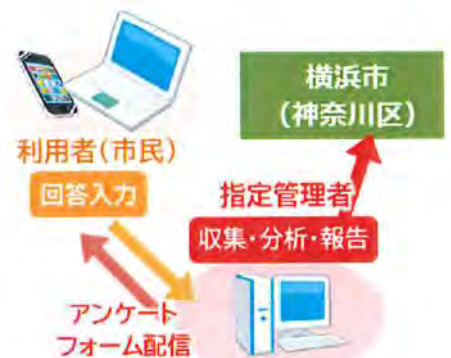 横浜市
（神奈川区）
利用者（市民）
回答入力
指定管理者
収集・分析・報告
アンケート
フォーム配信